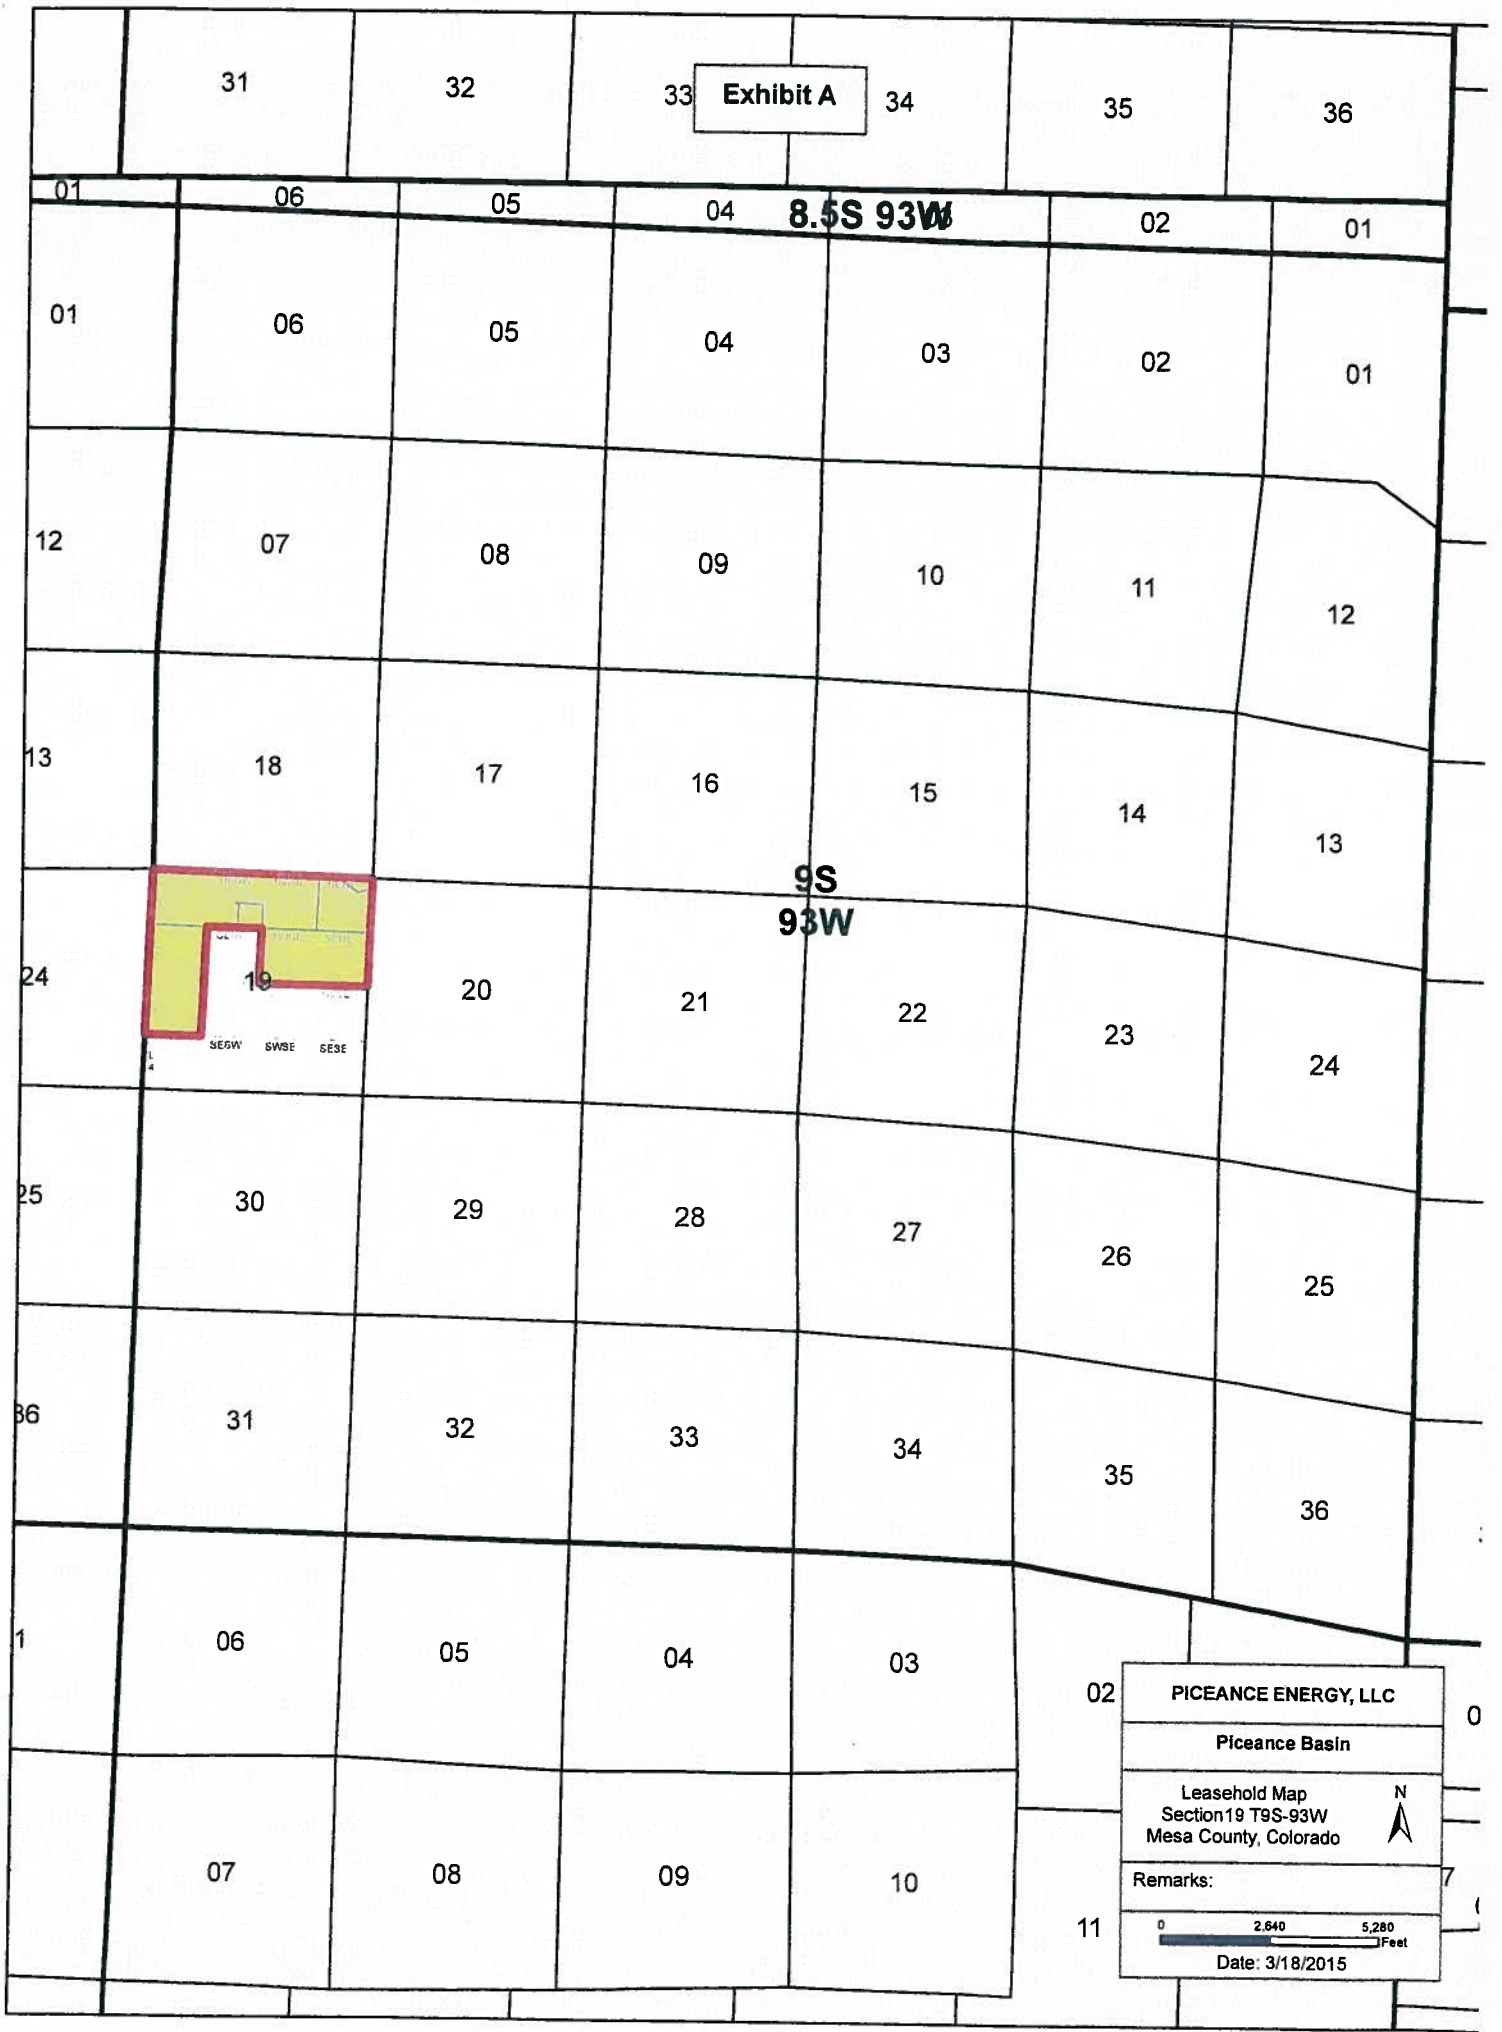 31 32 33 Exhibit A 34 35 36
01 06 05 04 8.5S 93W 02 01
01 06 05 04 03 02 01
12 07 08 09 10 11 12
13 18 17 16 15 14 13
9S
93W
24 19 20 21 22 23 24
SESW SWSE SESE
L
4
25 30 29 28 27 26 25
36 31 32 33 34 35 36
1 06 05 04 03 02 0
PICEANCE ENERGY, LLC
Piceance Basin
Leasehold Map
Section19 T9S-93W
Mesa County, Colorado
N
Remarks:
0 2,640 5,280
Feet
Date: 3/18/2015
07 08 09 10 11 7